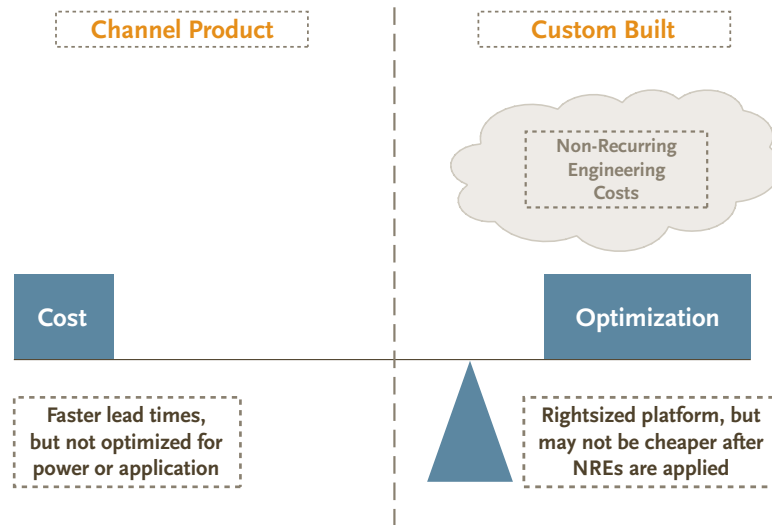 Channel Product
Custom Built
Non-Recurring
Engineering
Costs
Cost
Optimization
Faster lead times,
but not optimized for
power or application
Rightsized platform, but
may not be cheaper after
NREs are applied